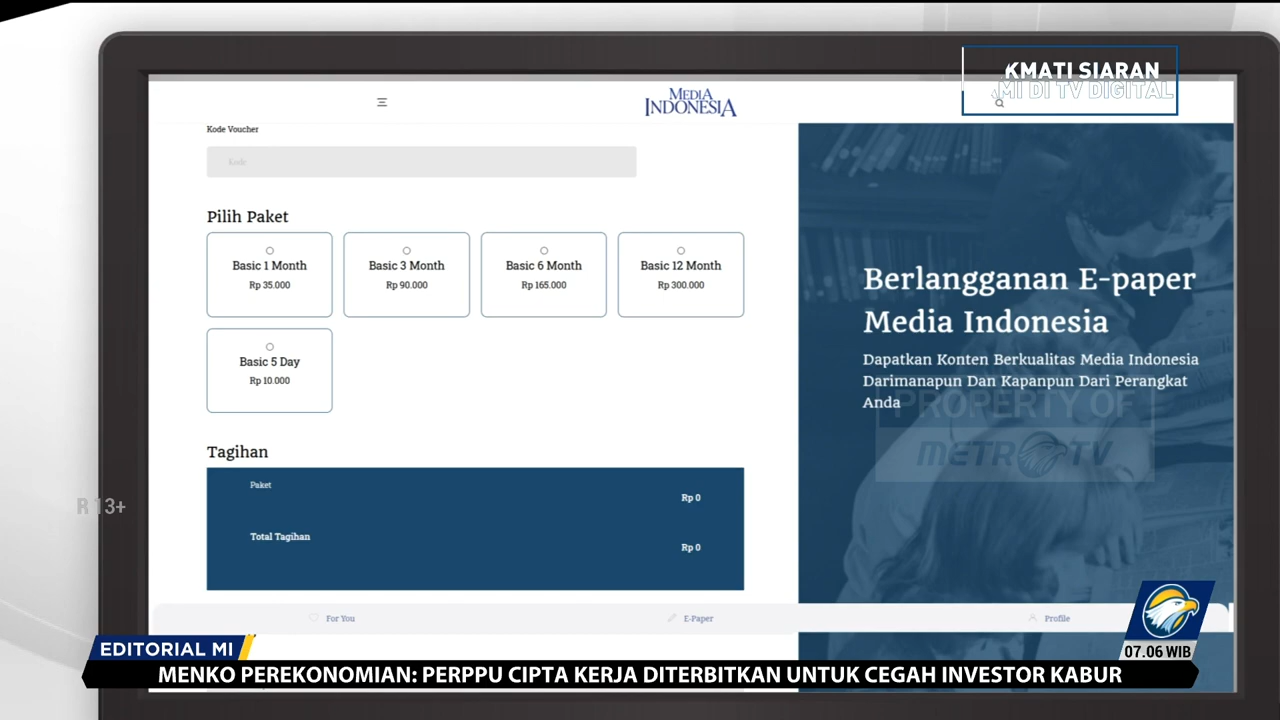 KMATI SIARAN
AMI DI TV DIGITAL
MEDIA
INDONESIA
Kode Voucher
Kode
Pilih Paket
Basic 1 Month
Rp 35.000
Basic 3 Month
Rp 90.000
Basic 6 Month
Rp 165.000
Basic 12 Month
Rp 300.000
Basic 5 Day
Rp 10.000
Tagihan
Paket
Rp 0
Total Tagihan
Rp 0
Berlangganan E-paper
Media Indonesia
Dapatkan Konten Berkualitas Media Indonesia
Darimanapun Dan Kapanpun Dari Perangkat
Anda
PROPERTY OF
METRO TV
R 13+
For You
E-Paper
Profile
EDITORIAL MI
07.06 WIB
MENKO PEREKONOMIAN: PERPPU CIPTA KERJA DITERBITKAN UNTUK CEGAH INVESTOR KABUR